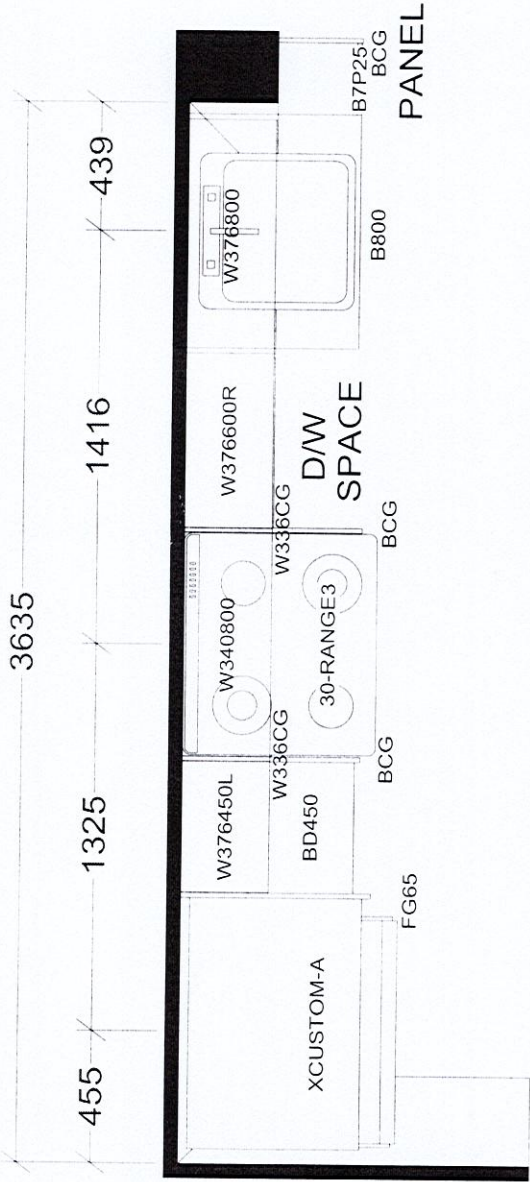 3635
455
1325
1416
439
XCUSTOM-A
FG65
W376450L
BD450
W336CG
BCG
W340800
30-RANGE3
W336CG
BCG
W376600R
D/W
SPACE
W376800
B800
B7P25
BCG
PANEL